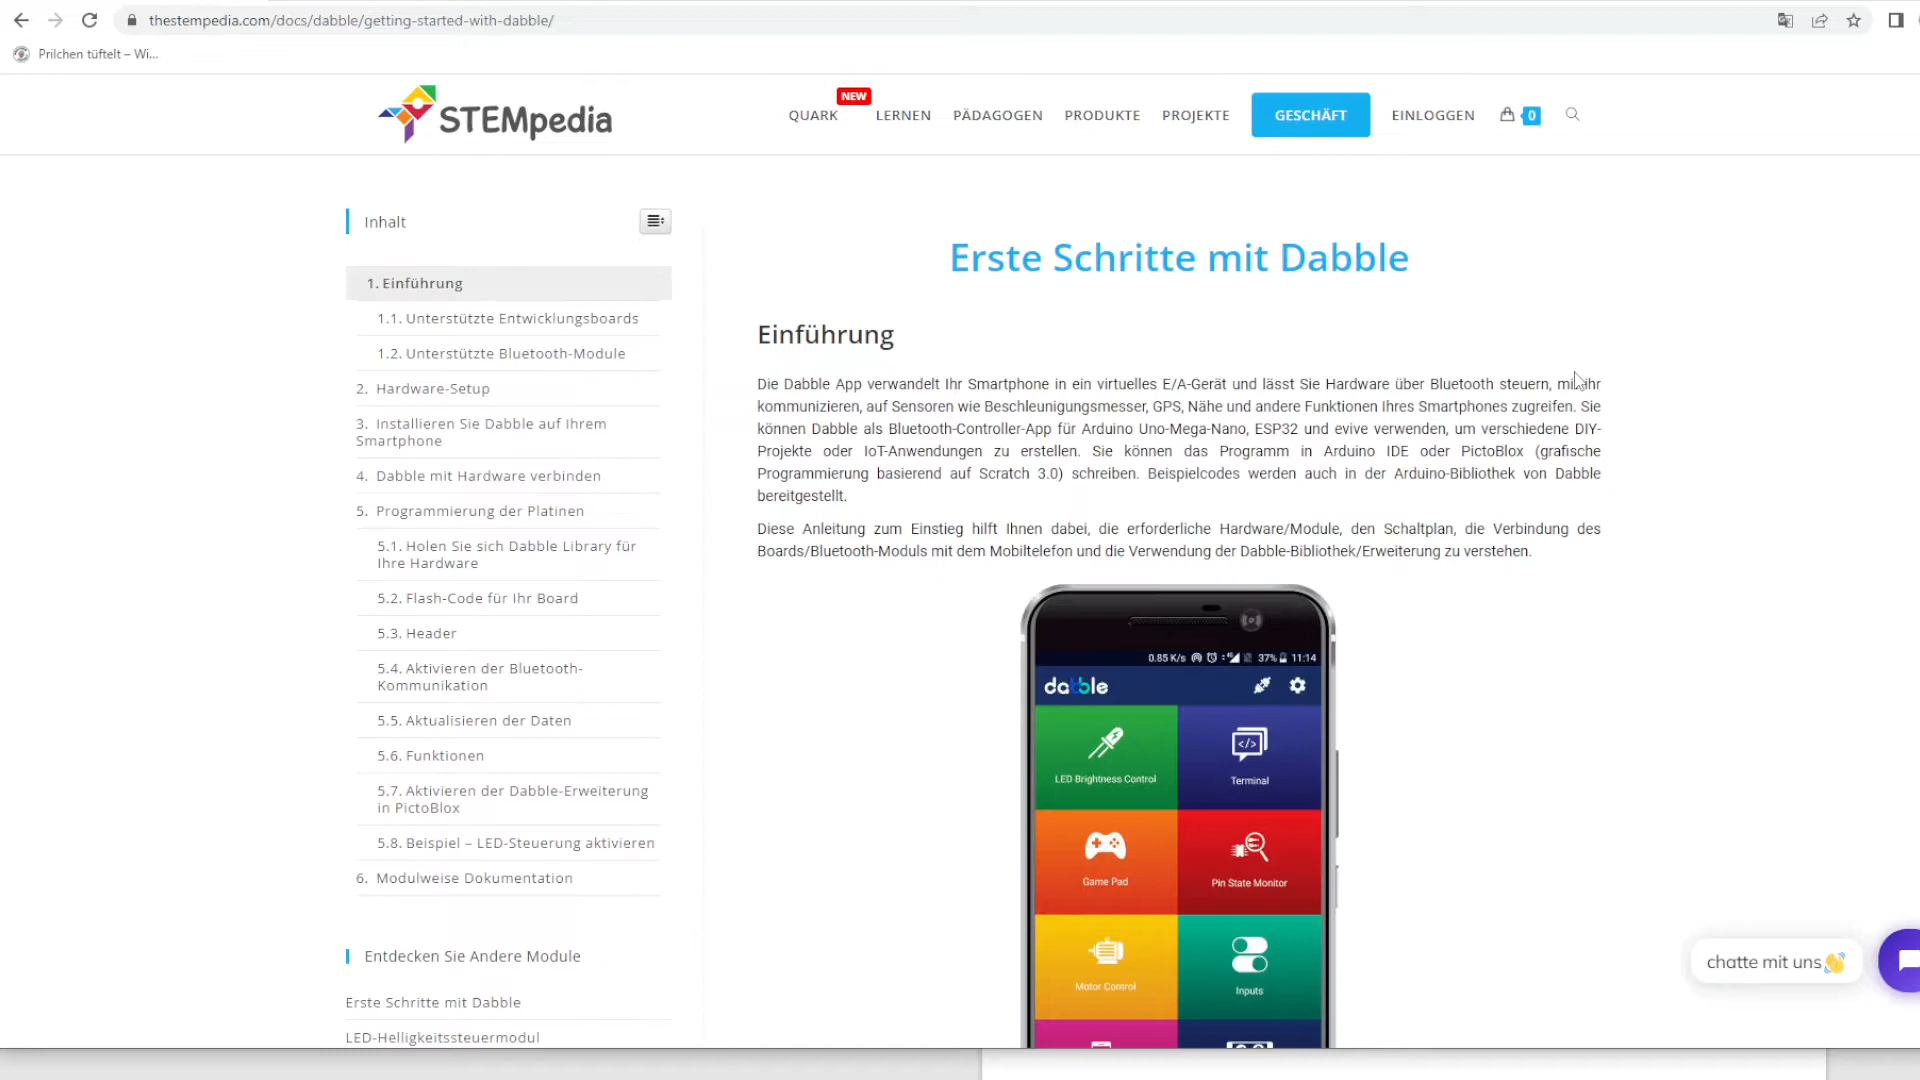 thestempedia.com/docs/dabble/getting-started-with-dabble/
Prilchen tüftelt – Wi...
STEMpedia
QUARK
NEW
LERNEN
PÄDAGOGEN
PRODUKTE
PROJEKTE
GESCHÄFT
EINLOGGEN
0
Inhalt
1. Einführung
1.1. Unterstützte Entwicklungsboards
1.2. Unterstützte Bluetooth-Module
2. Hardware-Setup
3. Installieren Sie Dabble auf Ihrem
Smartphone
4. Dabble mit Hardware verbinden
5. Programmierung der Platinen
5.1. Holen Sie sich Dabble Library für
Ihre Hardware
5.2. Flash-Code für Ihr Board
5.3. Header
5.4. Aktivieren der Bluetooth-
Kommunikation
5.5. Aktualisieren der Daten
5.6. Funktionen
5.7. Aktivieren der Dabble-Erweiterung
in PictoBlox
5.8. Beispiel – LED-Steuerung aktivieren
6. Modulweise Dokumentation
Entdecken Sie Andere Module
Erste Schritte mit Dabble
LED-Helligkeitssteuermodul
Erste Schritte mit Dabble
Einführung
Die Dabble App verwandelt Ihr Smartphone in ein virtuelles E/A-Gerät und lässt Sie Hardware über Bluetooth steuern, mit ihr
kommunizieren, auf Sensoren wie Beschleunigungsmesser, GPS, Nähe und andere Funktionen Ihres Smartphones zugreifen. Sie
können Dabble als Bluetooth-Controller-App für Arduino Uno-Mega-Nano, ESP32 und evive verwenden, um verschiedene DIY-
Projekte oder IoT-Anwendungen zu erstellen. Sie können das Programm in Arduino IDE oder PictoBlox (grafische
Programmierung basierend auf Scratch 3.0) schreiben. Beispielcodes werden auch in der Arduino-Bibliothek von Dabble
bereitgestellt.
Diese Anleitung zum Einstieg hilft Ihnen dabei, die erforderliche Hardware/Module, den Schaltplan, die Verbindung des
Boards/Bluetooth-Moduls mit dem Mobiltelefon und die Verwendung der Dabble-Bibliothek/Erweiterung zu verstehen.
0.85 K/s 37% 11:14
dabble
LED Brightness Control
Terminal
Game Pad
Pin State Monitor
Motor Control
Inputs
chatte mit uns👋